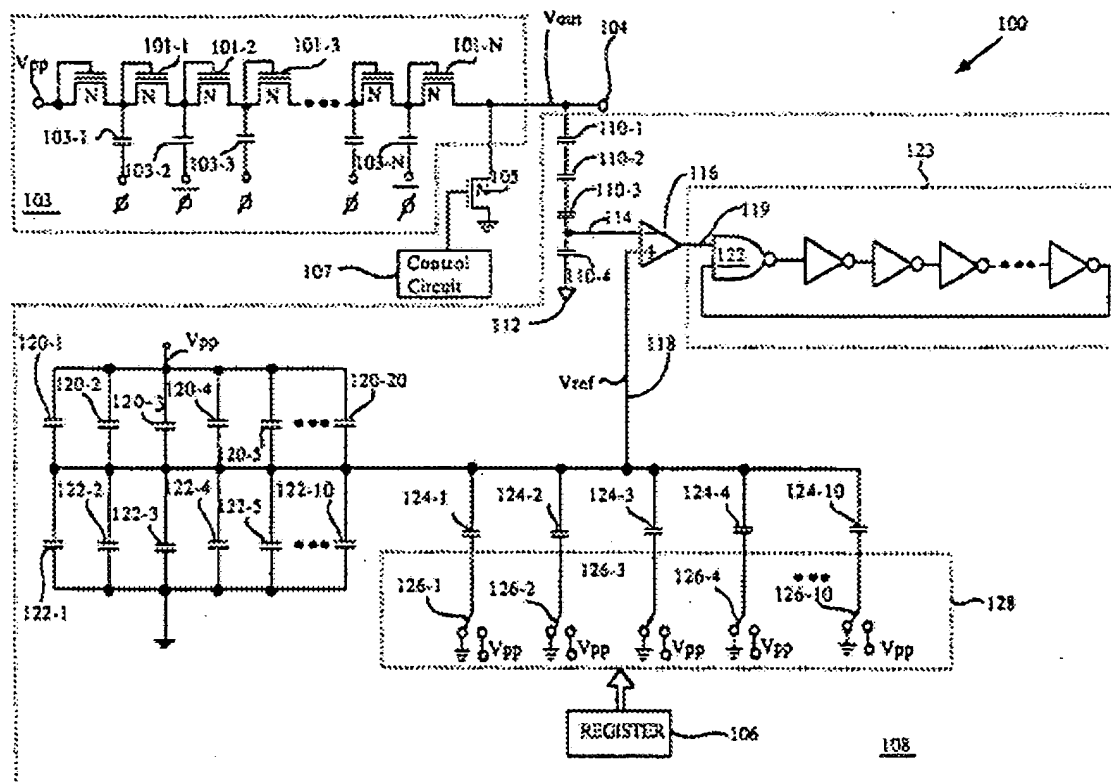 Vout
101-1
101-2
101-3
101-N
104
100
Vpp
N
N
N
N
N
N
103-1
103-2
103-3
103-N
103
Ø
Ø
Ø
Ø
Ø
105
N
110-1
110-2
110-3
110-4
114
116
-
+
119
123
122
107
Control
Circuit
112
118
Vref
Vpp
120-1
120-2
120-3
120-4
120-5
120-20
122-1
122-2
122-3
122-4
122-5
122-10
124-1
124-2
124-3
124-4
124-10
126-1
126-2
126-3
126-4
126-10
128
Vpp
Vpp
Vpp
Vpp
Vpp
REGISTER
106
108